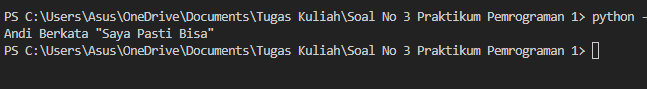 PS C:\Users\Asus\OneDrive\Documents\Tugas Kuliah\Soal No 3 Praktikum Pemrograman 1> python -
Andi Berkata "Saya Pasti Bisa"
PS C:\Users\Asus\OneDrive\Documents\Tugas Kuliah\Soal No 3 Praktikum Pemrograman 1>